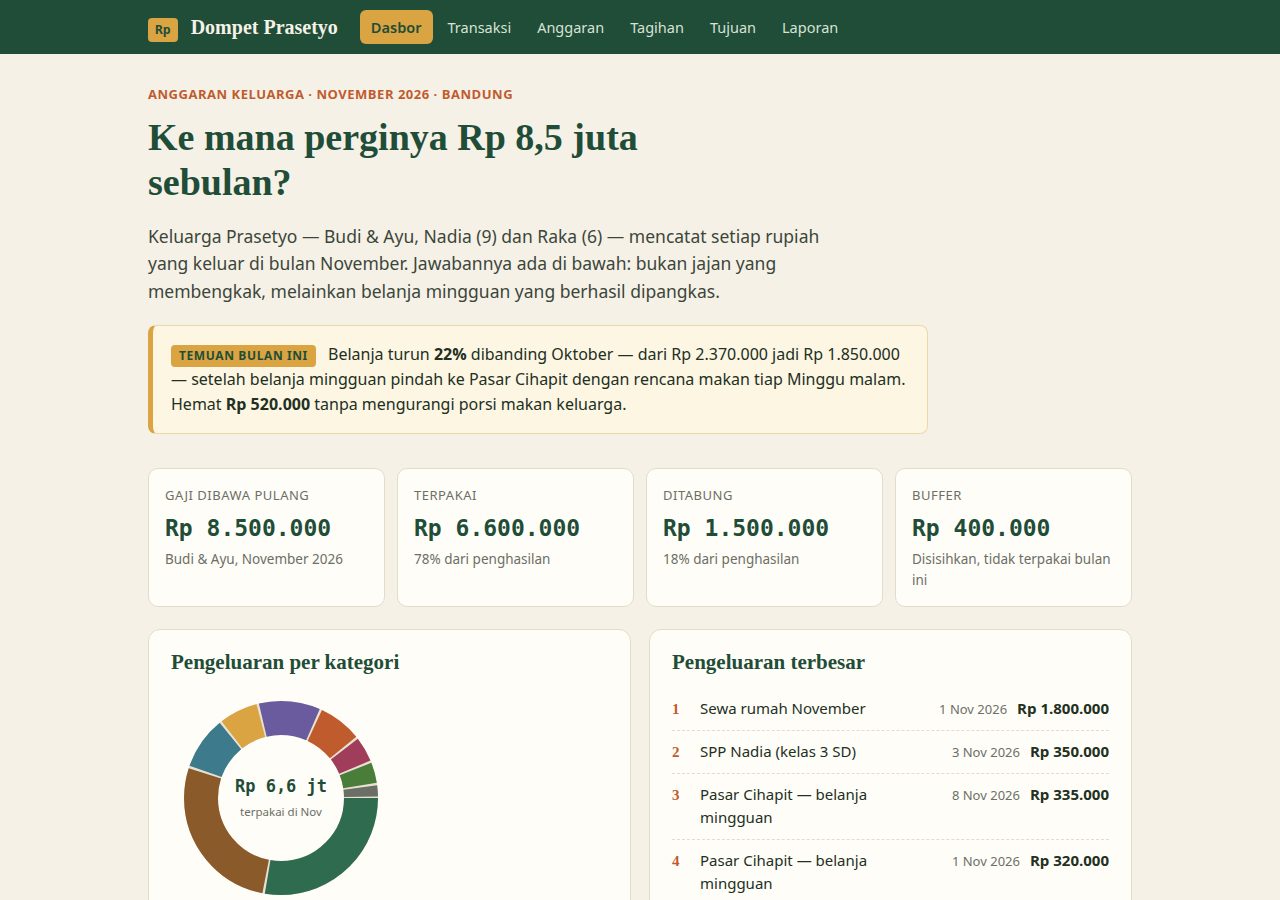 Rp Dompet Prasetyo Dasbor Transaksi Anggaran Tagihan Tujuan Laporan
ANGGARAN KELUARGA · NOVEMBER 2026 · BANDUNG
Ke mana perginya Rp 8,5 juta
sebulan?
Keluarga Prasetyo — Budi & Ayu, Nadia (9) dan Raka (6) — mencatat setiap rupiah
yang keluar di bulan November. Jawabannya ada di bawah: bukan jajan yang
membengkak, melainkan belanja mingguan yang berhasil dipangkas.
TEMUAN BULAN INI Belanja turun 22% dibanding Oktober — dari Rp 2.370.000 jadi Rp 1.850.000
— setelah belanja mingguan pindah ke Pasar Cihapit dengan rencana makan tiap Minggu malam.
Hemat Rp 520.000 tanpa mengurangi porsi makan keluarga.
GAJI DIBAWA PULANG
Rp 8.500.000
Budi & Ayu, November 2026
TERPAKAI
Rp 6.600.000
78% dari penghasilan
DITABUNG
Rp 1.500.000
18% dari penghasilan
BUFFER
Rp 400.000
Disisihkan, tidak terpakai bulan
ini
Pengeluaran per kategori
Rp 6,6 jt
terpakai di Nov
Pengeluaran terbesar
1 Sewa rumah November 1 Nov 2026 Rp 1.800.000
2 SPP Nadia (kelas 3 SD) 3 Nov 2026 Rp 350.000
3 Pasar Cihapit — belanja 8 Nov 2026 Rp 335.000
mingguan
4 Pasar Cihapit — belanja 1 Nov 2026 Rp 320.000
mingguan